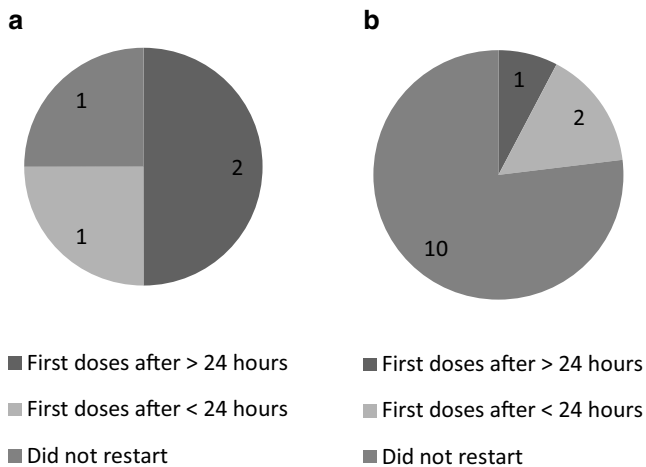 a
1
2
1
First doses after > 24 hours
First doses after < 24 hours
Did not restart
b
1
2
10
First doses after > 24 hours
First doses after < 24 hours
Did not restart